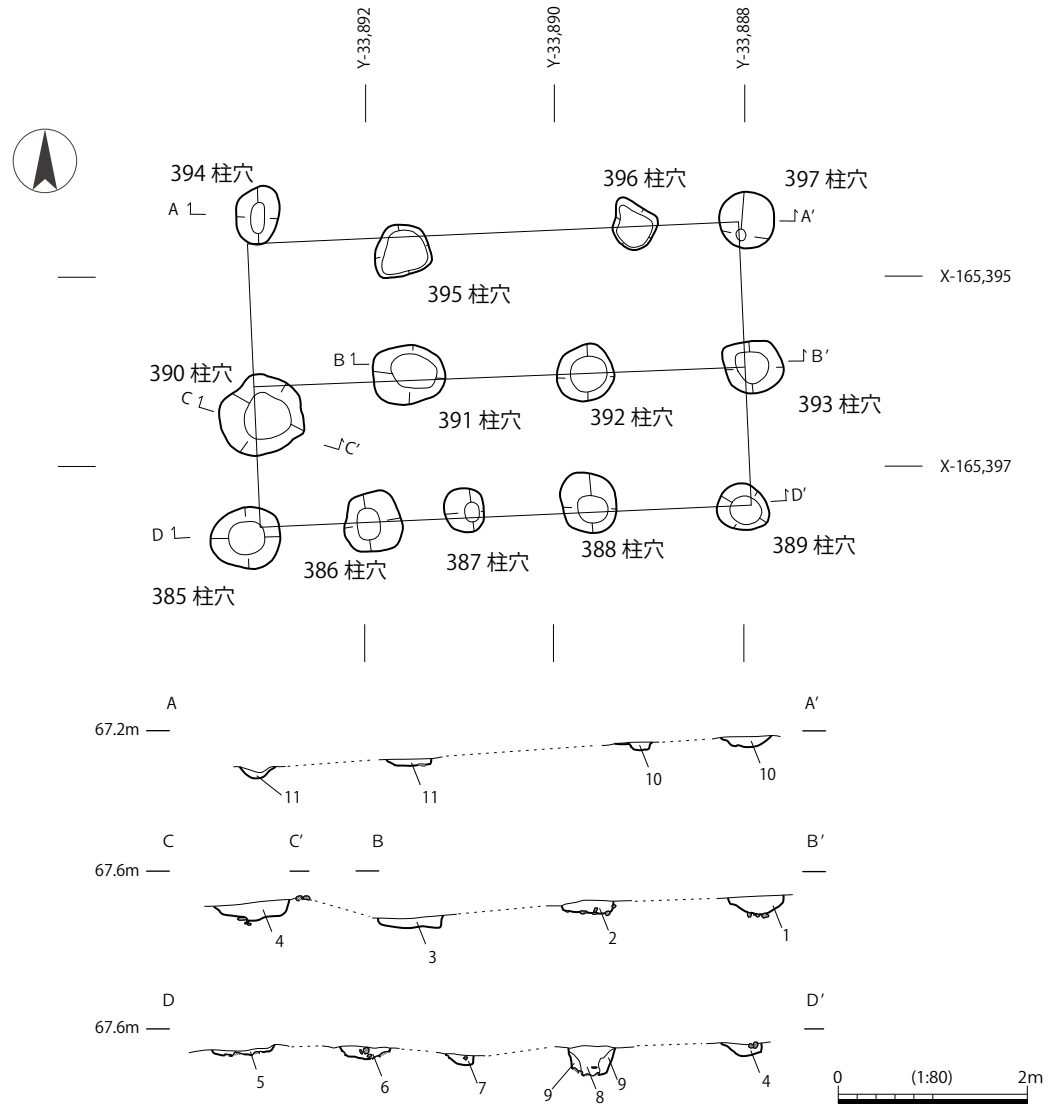 Y-33,892
Y-33,890
Y-33,888
394 柱穴
396 柱穴
397 柱穴
A
A′
395 柱穴
X-165,395
390 柱穴
B
B′
C
C′
391 柱穴
392 柱穴
393 柱穴
X-165,397
D
D′
385 柱穴
386 柱穴
387 柱穴
388 柱穴
389 柱穴
A
A′
67.2m
11
11
10
10
C
C′
B
B′
67.6m
4
3
2
1
D
D′
67.6m
5
6
7
9
8
9
4
0
(1:80)
2m